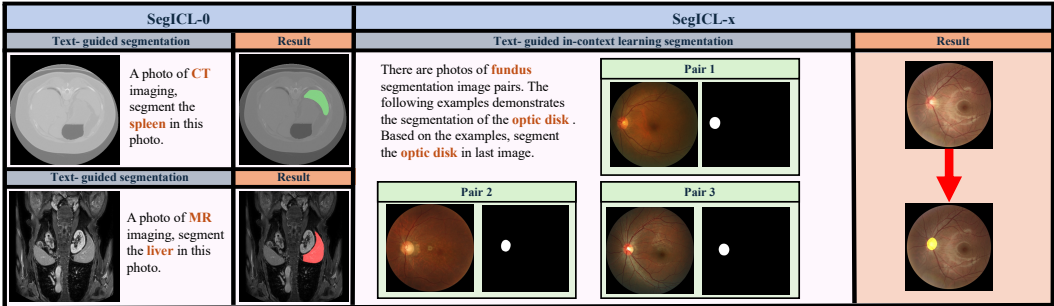 SegICL-0
Text- guided segmentation
Result
A photo of CT
imaging,
segment the
spleen in this
photo.
Text- guided segmentation
Result
A photo of MR
imaging, segment
the liver in this
photo.
SegICL-x
Text- guided in-context learning segmentation
Result
There are photos of fundus
segmentation image pairs. The
following examples demonstrates
the segmentation of the optic disk .
Based on the examples, segment
the optic disk in last image.
Pair 1
Pair 2
Pair 3